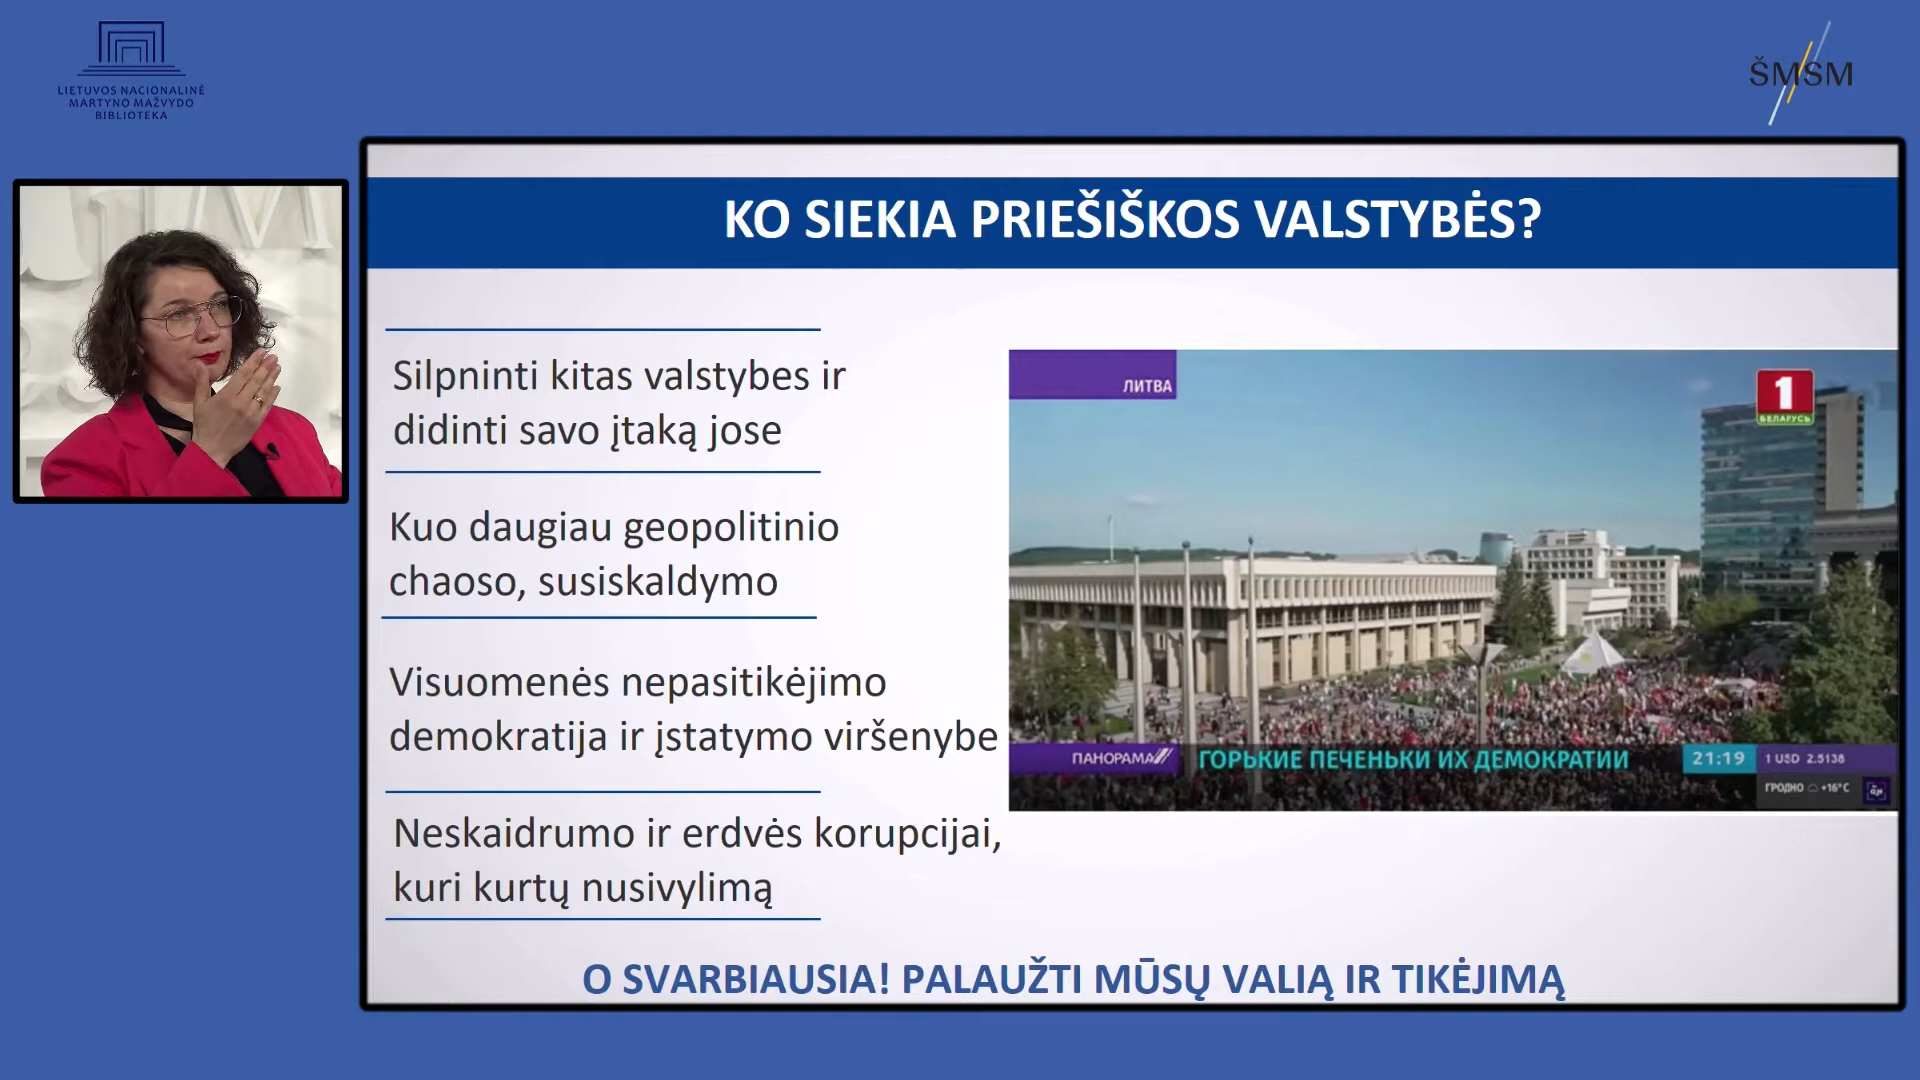 LIETUVOS NACIONALINĖ
MARTYNO MAŽVYDO
BIBLIOTEKA
ŠMSM
KO SIEKIA PRIEŠIŠKOS VALSTYBĖS?
Silpninti kitas valstybes ir
didinti savo įtaką jose
Kuo daugiau geopolitinio
chaoso, susiskaldymo
Visuomenės nepasitikėjimo
demokratija ir įstatymo viršenybe
Neskaidrumo ir erdvės korupcijai,
kuri kurtų nusivylimą
ЛИТВА
1
БЕЛАРУСЬ
ПАНОРАМА
ГОРЬКИЕ ПЕЧЕНЬКИ ИХ ДЕМОКРАТИИ
21:19
1 USD 2.5138
ГРОДНО +16°C
O SVARBIAUSIA! PALAUŽTI MŪSŲ VALIĄ IR TIKĖJIMĄ